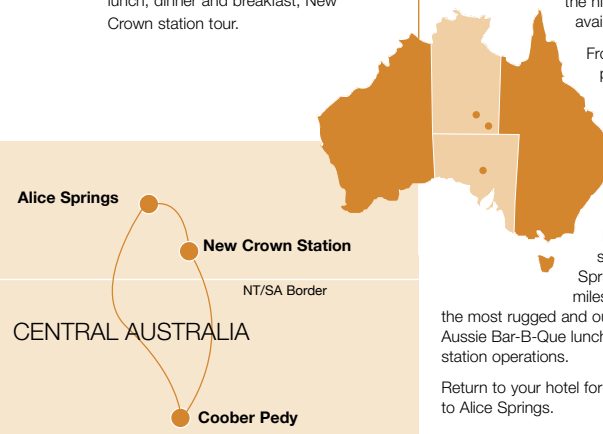 lunch, dinner and breakfast, New
Crown station tour.
Alice Springs
New Crown Station
NT/SA Border
CENTRAL AUSTRALIA
Coober Pedy
the
avai
Fro
p
s
Spr
miles
the most rugged and ou
Aussie Bar-B-Que lunch
station operations.
Return to your hotel for
to Alice Springs.